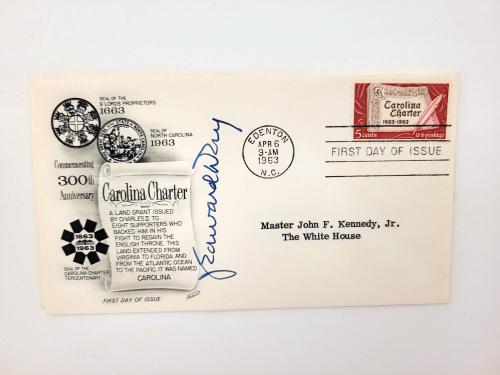 SEAL OF THE
8 LORDS PROPRIETORS
1663
SEAL OF
NORTH CAROLINA
1963
Commemorating
300th
Anniversary
1663
1963
SEAL OF THE
CAROLINA CHARTER
TERCENTENARY
Carolina Charter
A LAND GRANT ISSUED
BY CHARLES II TO
EIGHT SUPPORTERS WHO
BACKED HIM IN HIS
FIGHT TO REGAIN THE
ENGLISH THRONE. THIS
LAND EXTENDED FROM
VIRGINIA TO FLORIDA AND
FROM THE ATLANTIC OCEAN
TO THE PACIFIC. IT WAS NAMED
CAROLINA
FIRST DAY OF ISSUE
EDENTON
APR 6
9-AM
1963
N.C.
Carolina
Charter
1663-1963
5 cents U S postage
FIRST DAY OF ISSUE
Master John F. Kennedy, Jr.
The White House